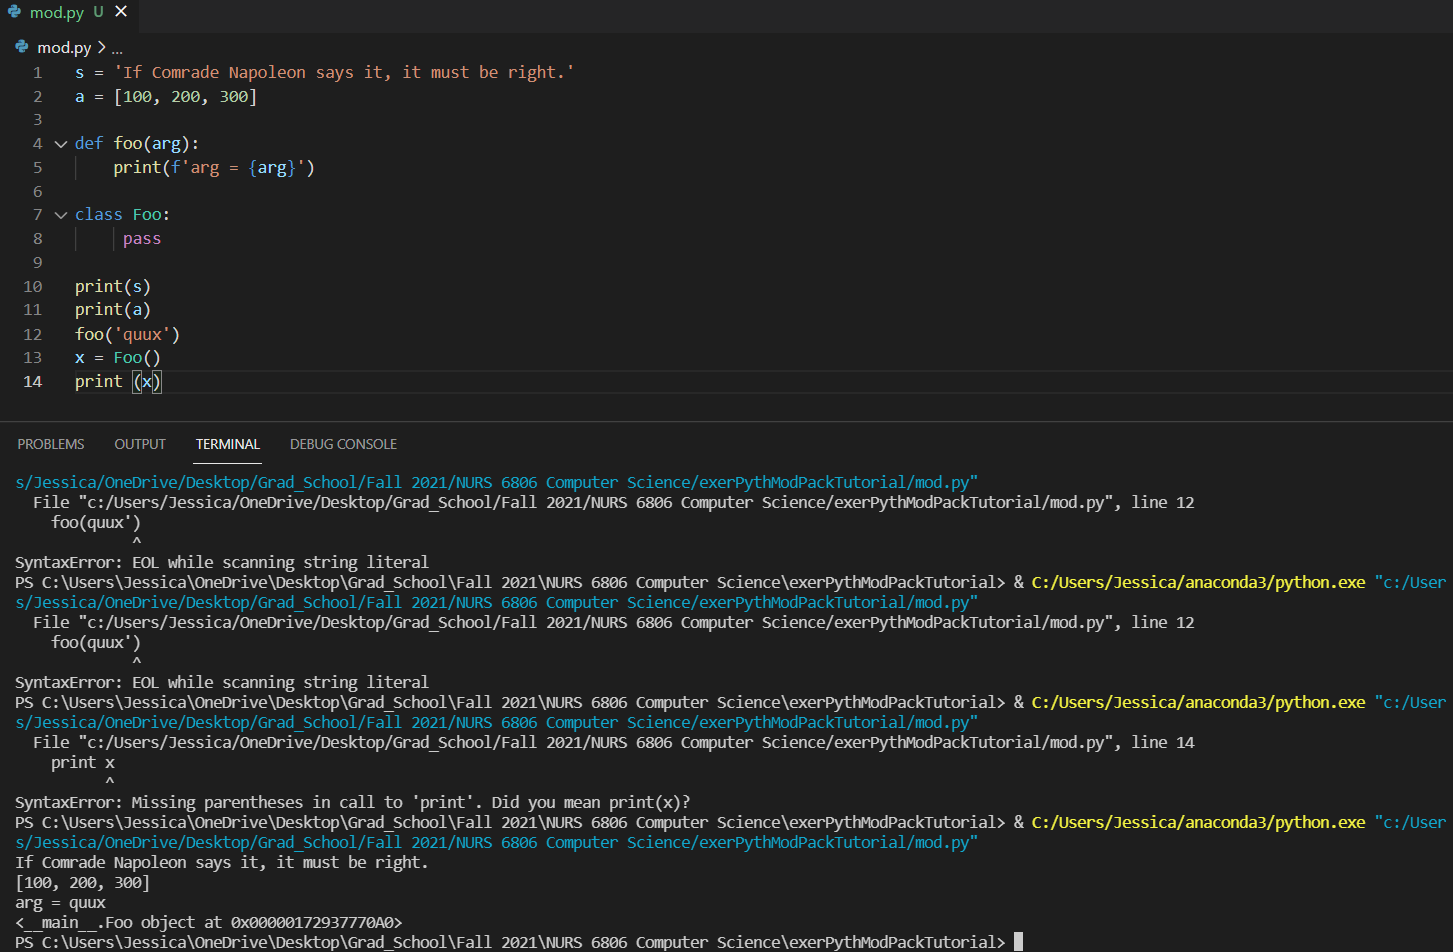 mod.py U ×
mod.py > ...
1 s = 'If Comrade Napoleon says it, it must be right.'
2 a = [100, 200, 300]
3
4 def foo(arg):
5     print(f'arg = {arg}')
6
7 class Foo:
8      pass
9
10 print(s)
11 print(a)
12 foo('quux')
13 x = Foo()
14 print (x)
PROBLEMS OUTPUT TERMINAL DEBUG CONSOLE
s/Jessica/OneDrive/Desktop/Grad_School/Fall 2021/NURS 6806 Computer Science/exerPythModPackTutorial/mod.py"
  File "c:/Users/Jessica/OneDrive/Desktop/Grad_School/Fall 2021/NURS 6806 Computer Science/exerPythModPackTutorial/mod.py", line 12
    foo(quux')
             ^
SyntaxError: EOL while scanning string literal
PS C:\Users\Jessica\OneDrive\Desktop\Grad_School\Fall 2021\NURS 6806 Computer Science\exerPythModPackTutorial> & C:/Users/Jessica/anaconda3/python.exe "c:/User
s/Jessica/OneDrive/Desktop/Grad_School/Fall 2021/NURS 6806 Computer Science/exerPythModPackTutorial/mod.py"
  File "c:/Users/Jessica/OneDrive/Desktop/Grad_School/Fall 2021/NURS 6806 Computer Science/exerPythModPackTutorial/mod.py", line 12
    foo(quux')
             ^
SyntaxError: EOL while scanning string literal
PS C:\Users\Jessica\OneDrive\Desktop\Grad_School\Fall 2021\NURS 6806 Computer Science\exerPythModPackTutorial> & C:/Users/Jessica/anaconda3/python.exe "c:/User
s/Jessica/OneDrive/Desktop/Grad_School/Fall 2021/NURS 6806 Computer Science/exerPythModPackTutorial/mod.py"
  File "c:/Users/Jessica/OneDrive/Desktop/Grad_School/Fall 2021/NURS 6806 Computer Science/exerPythModPackTutorial/mod.py", line 14
    print x
          ^
SyntaxError: Missing parentheses in call to 'print'. Did you mean print(x)?
PS C:\Users\Jessica\OneDrive\Desktop\Grad_School\Fall 2021\NURS 6806 Computer Science\exerPythModPackTutorial> & C:/Users/Jessica/anaconda3/python.exe "c:/User
s/Jessica/OneDrive/Desktop/Grad_School/Fall 2021/NURS 6806 Computer Science/exerPythModPackTutorial/mod.py"
If Comrade Napoleon says it, it must be right.
[100, 200, 300]
arg = quux
<__main__.Foo object at 0x00000172937770A0>
PS C:\Users\Jessica\OneDrive\Desktop\Grad_School\Fall 2021\NURS 6806 Computer Science\exerPythModPackTutorial>